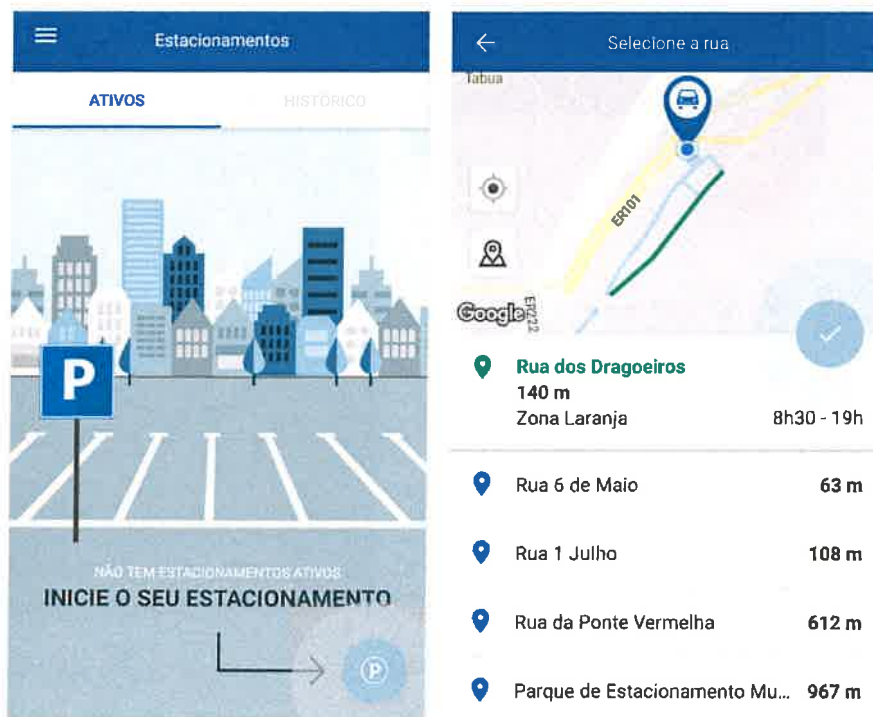 Estacionamentos
ATIVOS HISTÓRICO
P
NÃO TEM ESTACIONAMENTOS ATIVOS
INICIE O SEU ESTACIONAMENTO
P
Selecione a rua
Tabua
ER101
Google
ER222
Rua dos Dragoeiros
140 m
Zona Laranja 8h30 - 19h
Rua 6 de Maio 63 m
Rua 1 Julho 108 m
Rua da Ponte Vermelha 612 m
Parque de Estacionamento Mu... 967 m